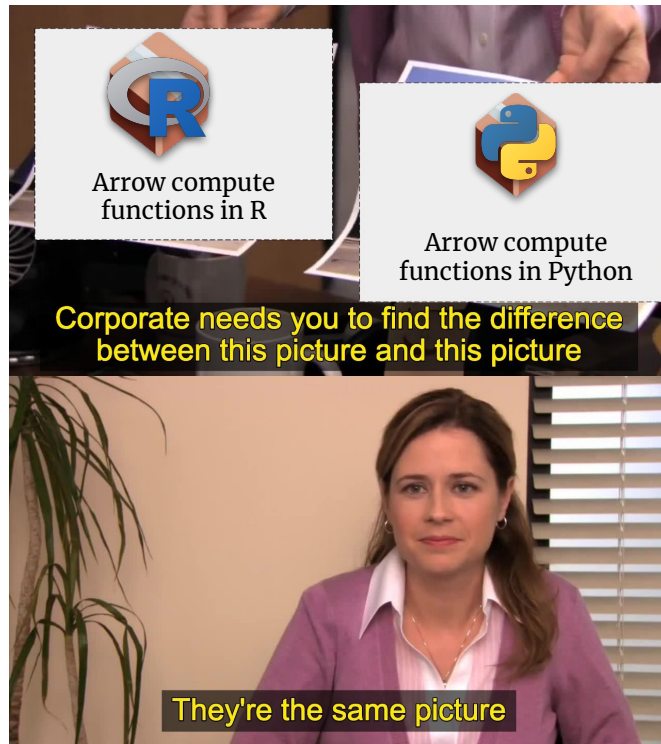 R
Arrow compute
functions in R
Arrow compute
functions in Python
Corporate needs you to find the difference
between this picture and this picture
They're the same picture